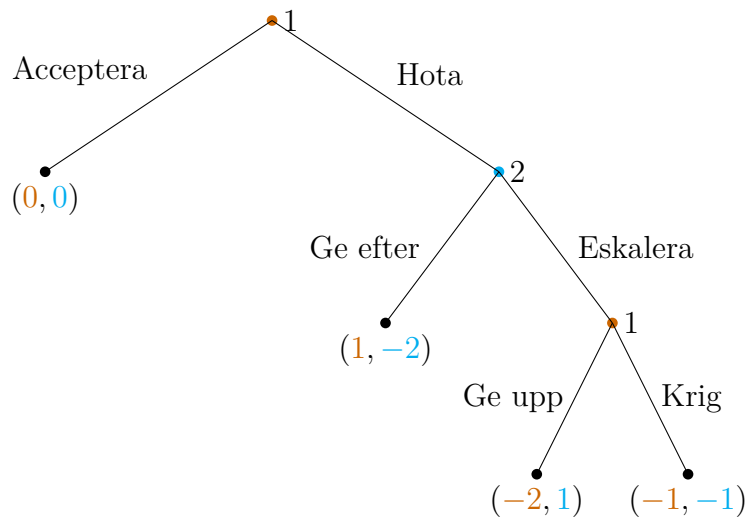 1
Acceptera
Hota
2
(0, 0)
Ge efter
Eskalera
1
(1, −2)
Ge upp
Krig
(−2, 1)
(−1, −1)